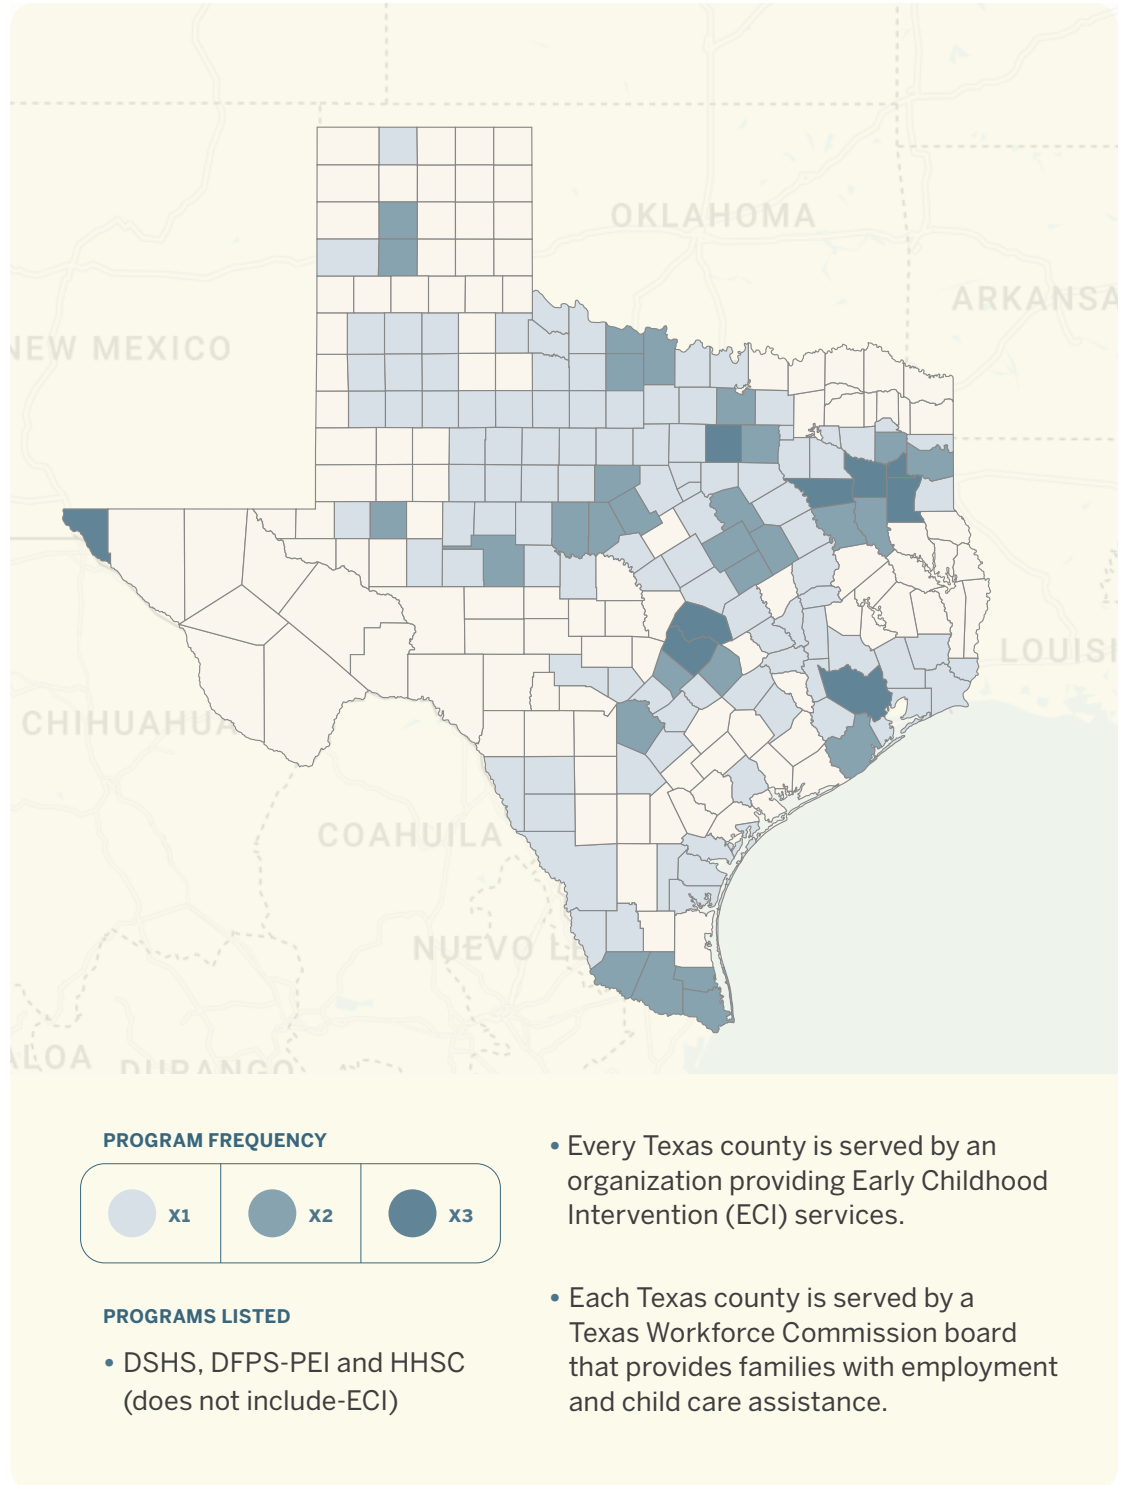 OKLAHOMA
ARKANSA
NEW MEXICO
LOUISI
CHIHUAHUA
COAHUILA
NUEVO LE
ALOA
DURANGO
PROGRAM FREQUENCY
X1
X2
X3
PROGRAMS LISTED
• DSHS, DFPS-PEI and HHSC
(does not include-ECI)
• Every Texas county is served by an
organization providing Early Childhood
Intervention (ECI) services.
• Each Texas county is served by a
Texas Workforce Commission board
that provides families with employment
and child care assistance.